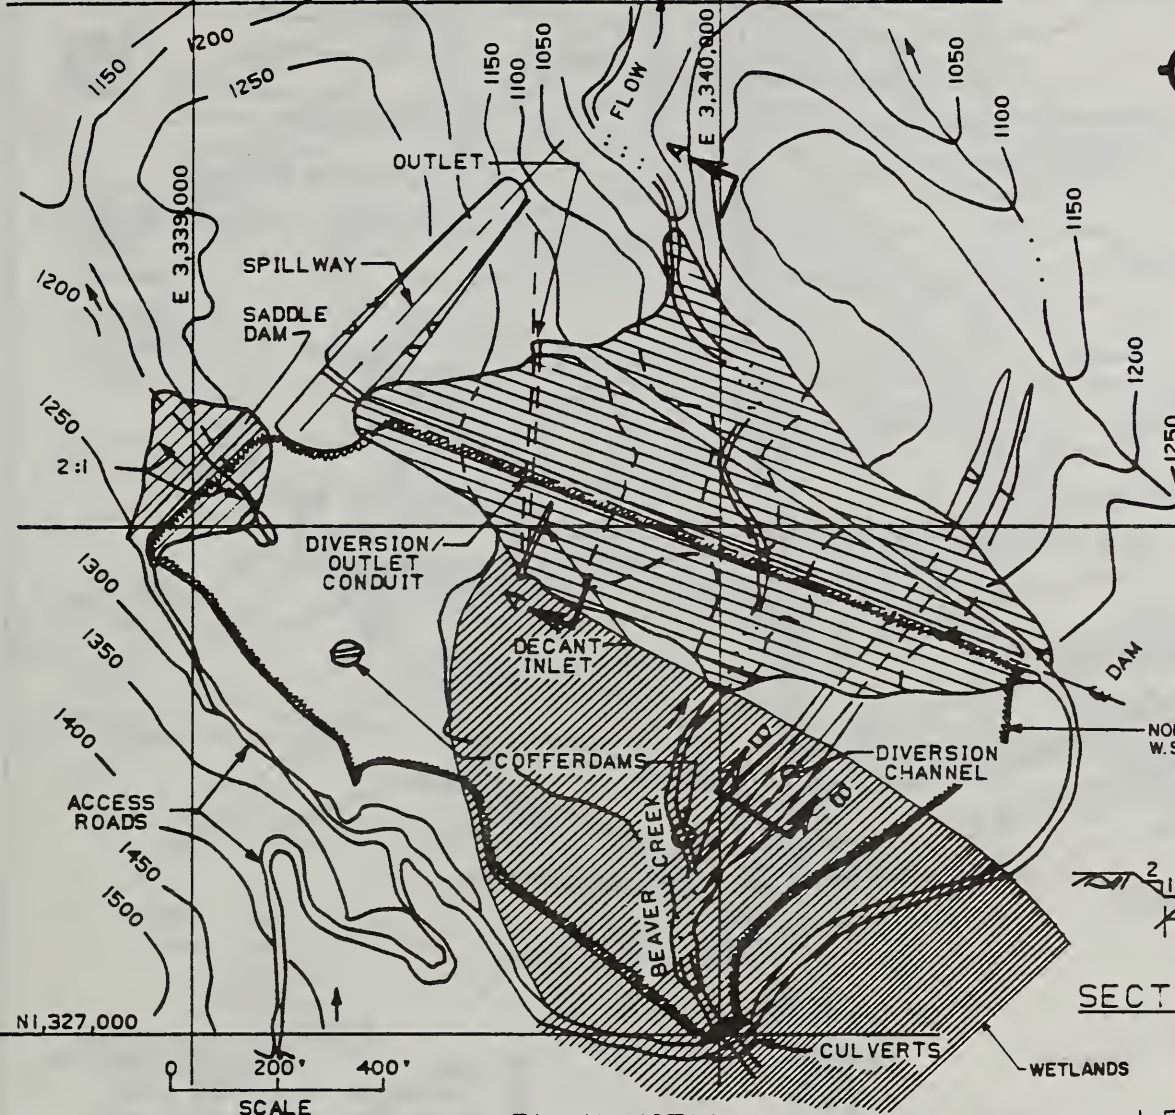 1200
1150
1250
1150
1100
1050
FLOW
E 3,340,000
1050
1100
OUTLET
A
1150
E 3,339,000
SPILLWAY
1200
SADDLE
DAM
1200
1250
1250
2:1
DIVERSION/
OUTLET
CONDUIT
1300
A
DECANT
INLET
DAM
1350
1400
COFFERDAMS
B
DIVERSION
CHANNEL
B
ACCESS
ROADS
BEAVER CREEK
1450
1500
2
1
SECT
N1,327,000
CULVERTS
WETLANDS
0 200' 400'
SCALE